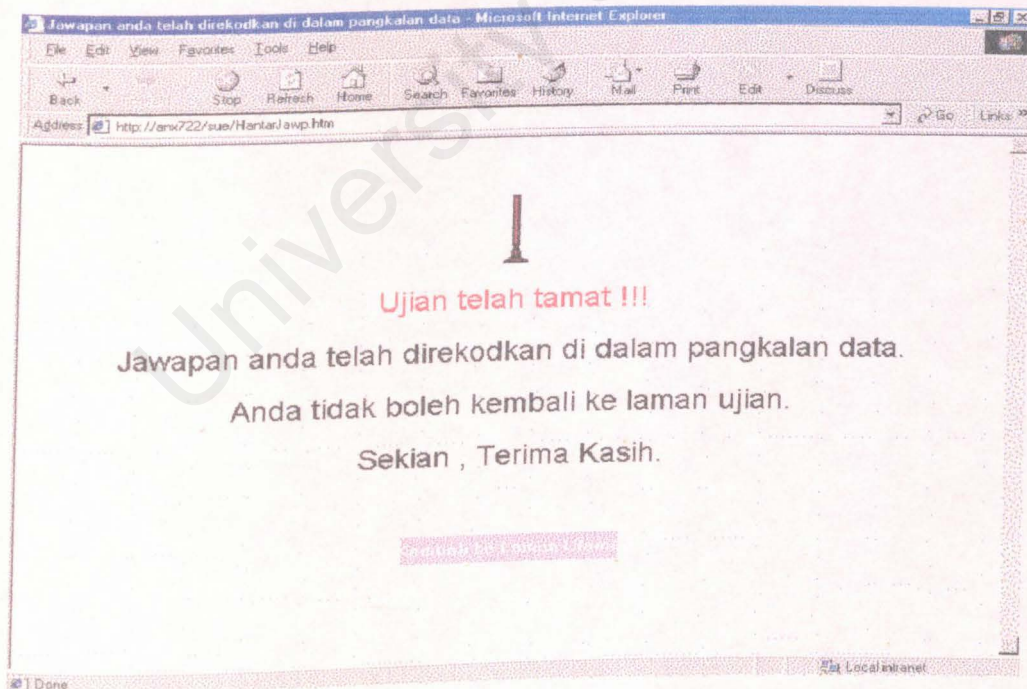 Jawapan anda telah direkodkan di dalam pangkalan data - Microsoft Internet Explorer
File Edit View Favorites Tools Help
Back Stop Refresh Home Search Favorites History Mail Print Edit Discuss
Address http://anx722/sue/HantarJawp.htm Go Links »
Ujian telah tamat !!!
Jawapan anda telah direkodkan di dalam pangkalan data.
Anda tidak boleh kembali ke laman ujian.
Sekian , Terima Kasih.
Done Local intranet
University